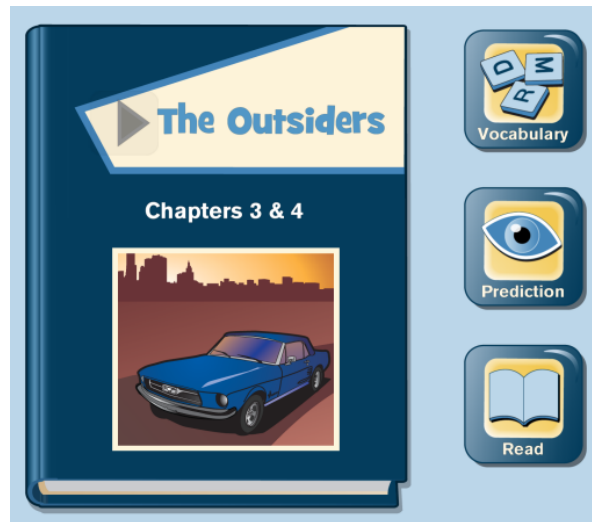 The Outsiders
Chapters 3 & 4
D
W
R
Vocabulary
Prediction
Read